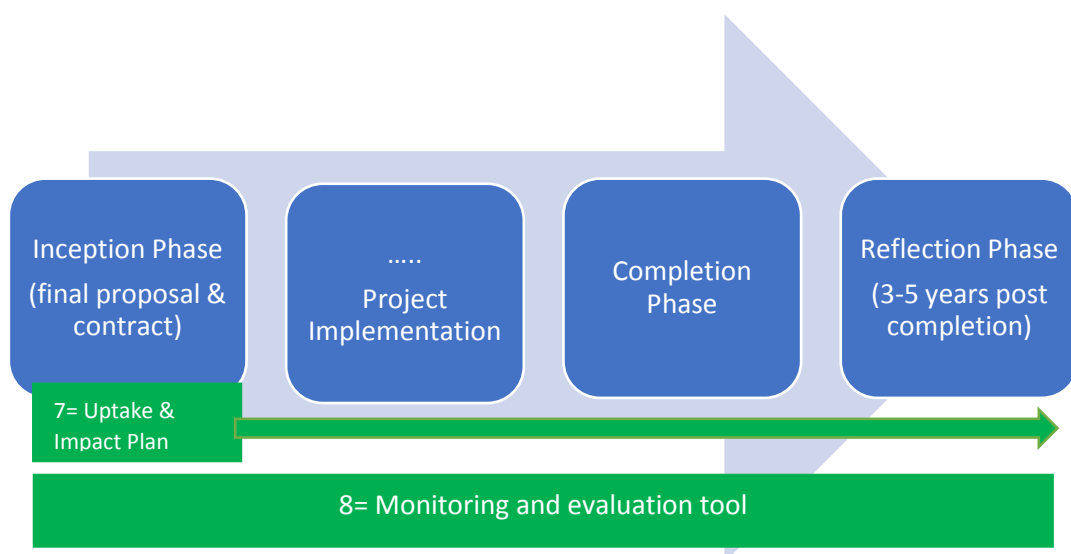 Inception Phase
(final proposal &
contract)
…..
Project
Implementation
Completion
Phase
Reflection Phase
(3-5 years post
completion)
7= Uptake &
Impact Plan
8= Monitoring and evaluation tool